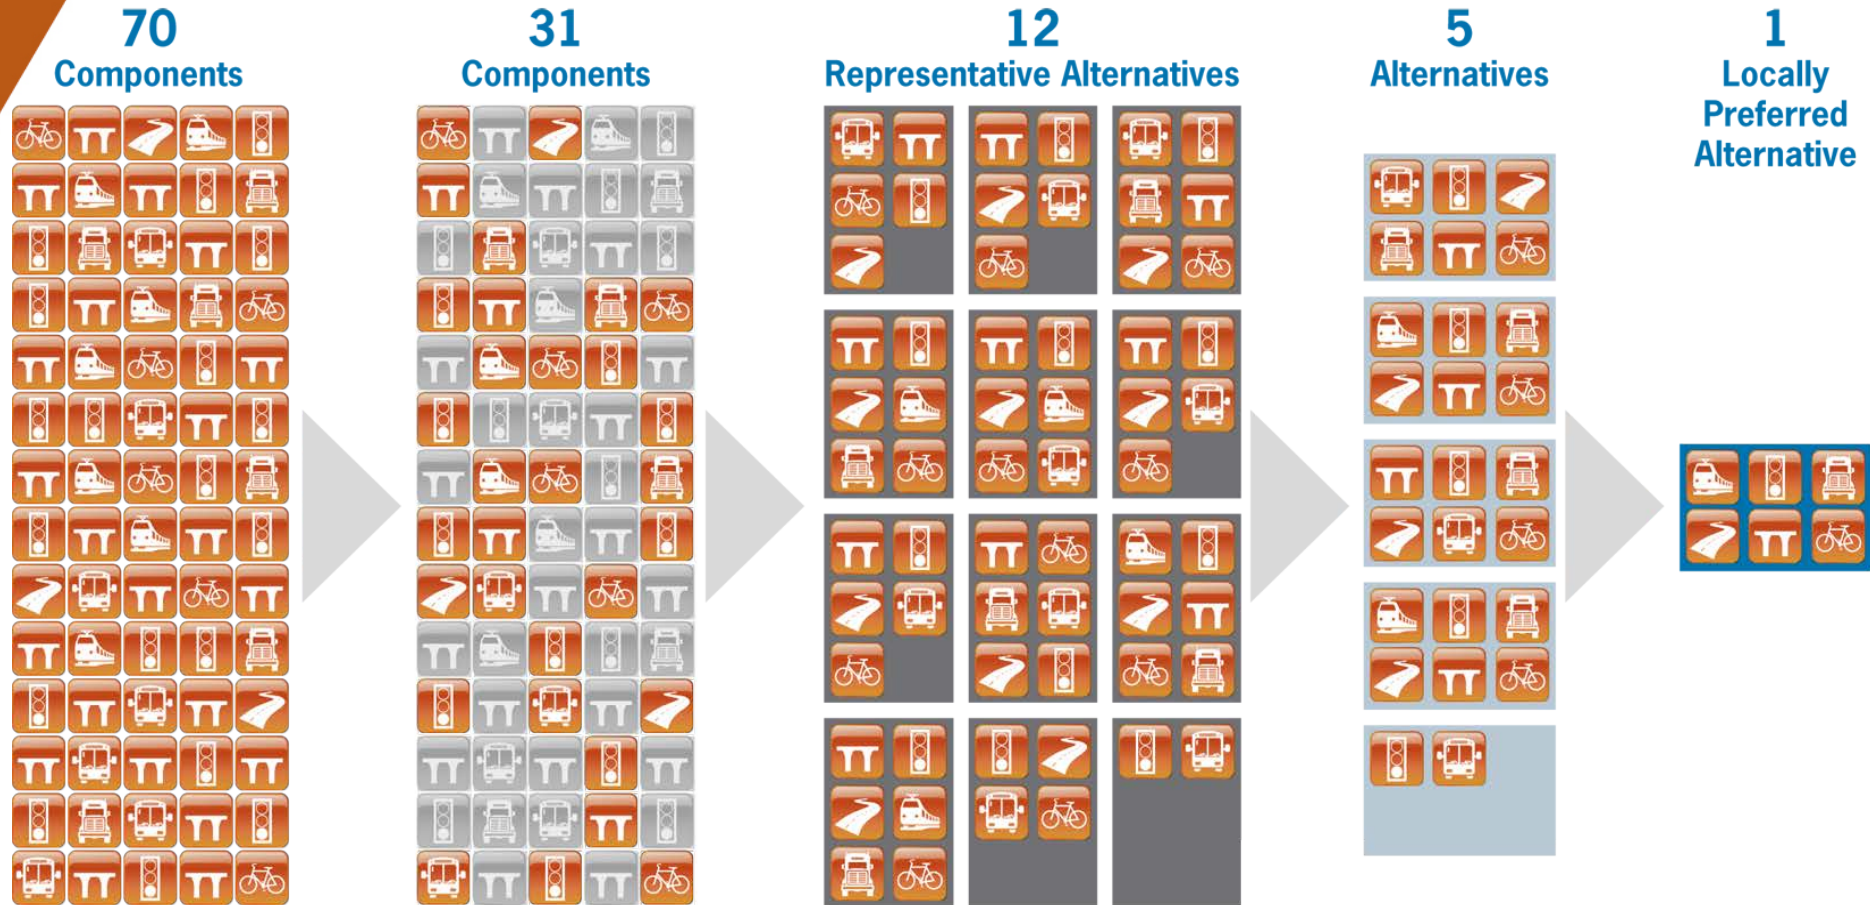 70
Components
31
Components
12
Representative Alternatives
5
Alternatives
1
Locally
Preferred
Alternative